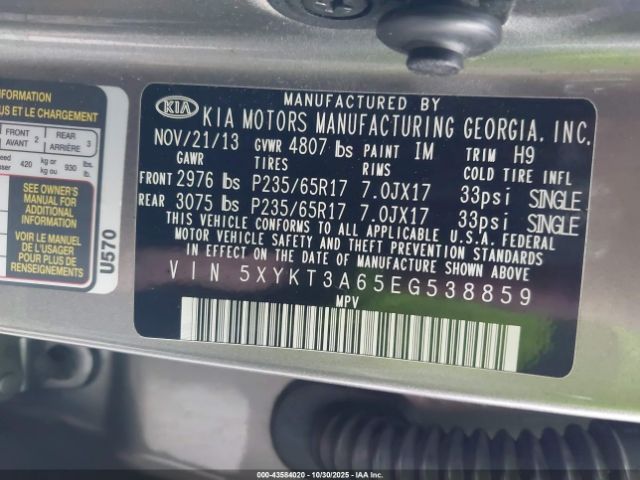 INFORMATION
US ET LE CHARGEMENT
FRONT AVANT 2 REAR ARRIÈRE 3
420 kg or kg ou 930 lbs. lb.
SEE OWNER'S
MANUAL FOR
ADDITIONAL
INFORMATION
VOIR LE MANUEL
DE L'USAGER
POUR PLUS DE
RENSEIGNEMENTS
U570
MANUFACTURED BY
KIA KIA MOTORS MANUFACTURING GEORGIA, INC.
NOV/21/13 GVWR 4807 lbs PAINT IM TRIM H9
GAWR TIRES RIMS COLD TIRE INFL
FRONT 2976 lbs P235/65R17 7.0JX17 33psi SINGLE
REAR 3075 lbs P235/65R17 7.0JX17 33psi SINGLE
THIS VEHICLE CONFORMS TO ALL APPLICABLE U.S.A. FEDERAL
MOTOR VEHICLE SAFETY AND THEFT PREVENTION STANDARDS
IN EFFECT ON THE DATE OF MANUFACTURE SHOWN ABOVE.
VIN 5XYKT3A65EG538859
MPV
000-43584020 - 10/30/2025 - IAA Inc.